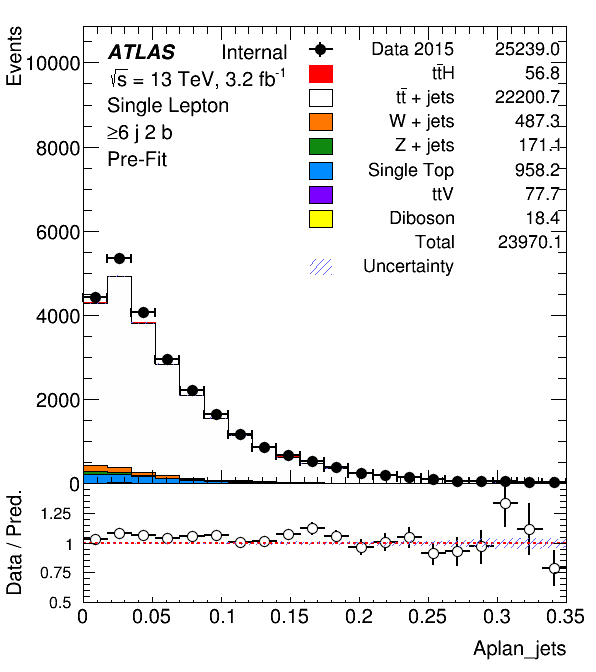 Events
10000
8000
6000
4000
2000
0
ATLAS Internal
√s = 13 TeV, 3.2 fb⁻¹
Single Lepton
≥6 j 2 b
Pre-Fit
Data 2015 25239.0
tt̄H 56.8
tt̄ + jets 22200.7
W + jets 487.3
Z + jets 171.1
Single Top 958.2
ttV 77.7
Diboson 18.4
Total 23970.1
Uncertainty
Data / Pred.
1.25
1
0.75
0.5
0 0.05 0.1 0.15 0.2 0.25 0.3 0.35
Aplan_jets